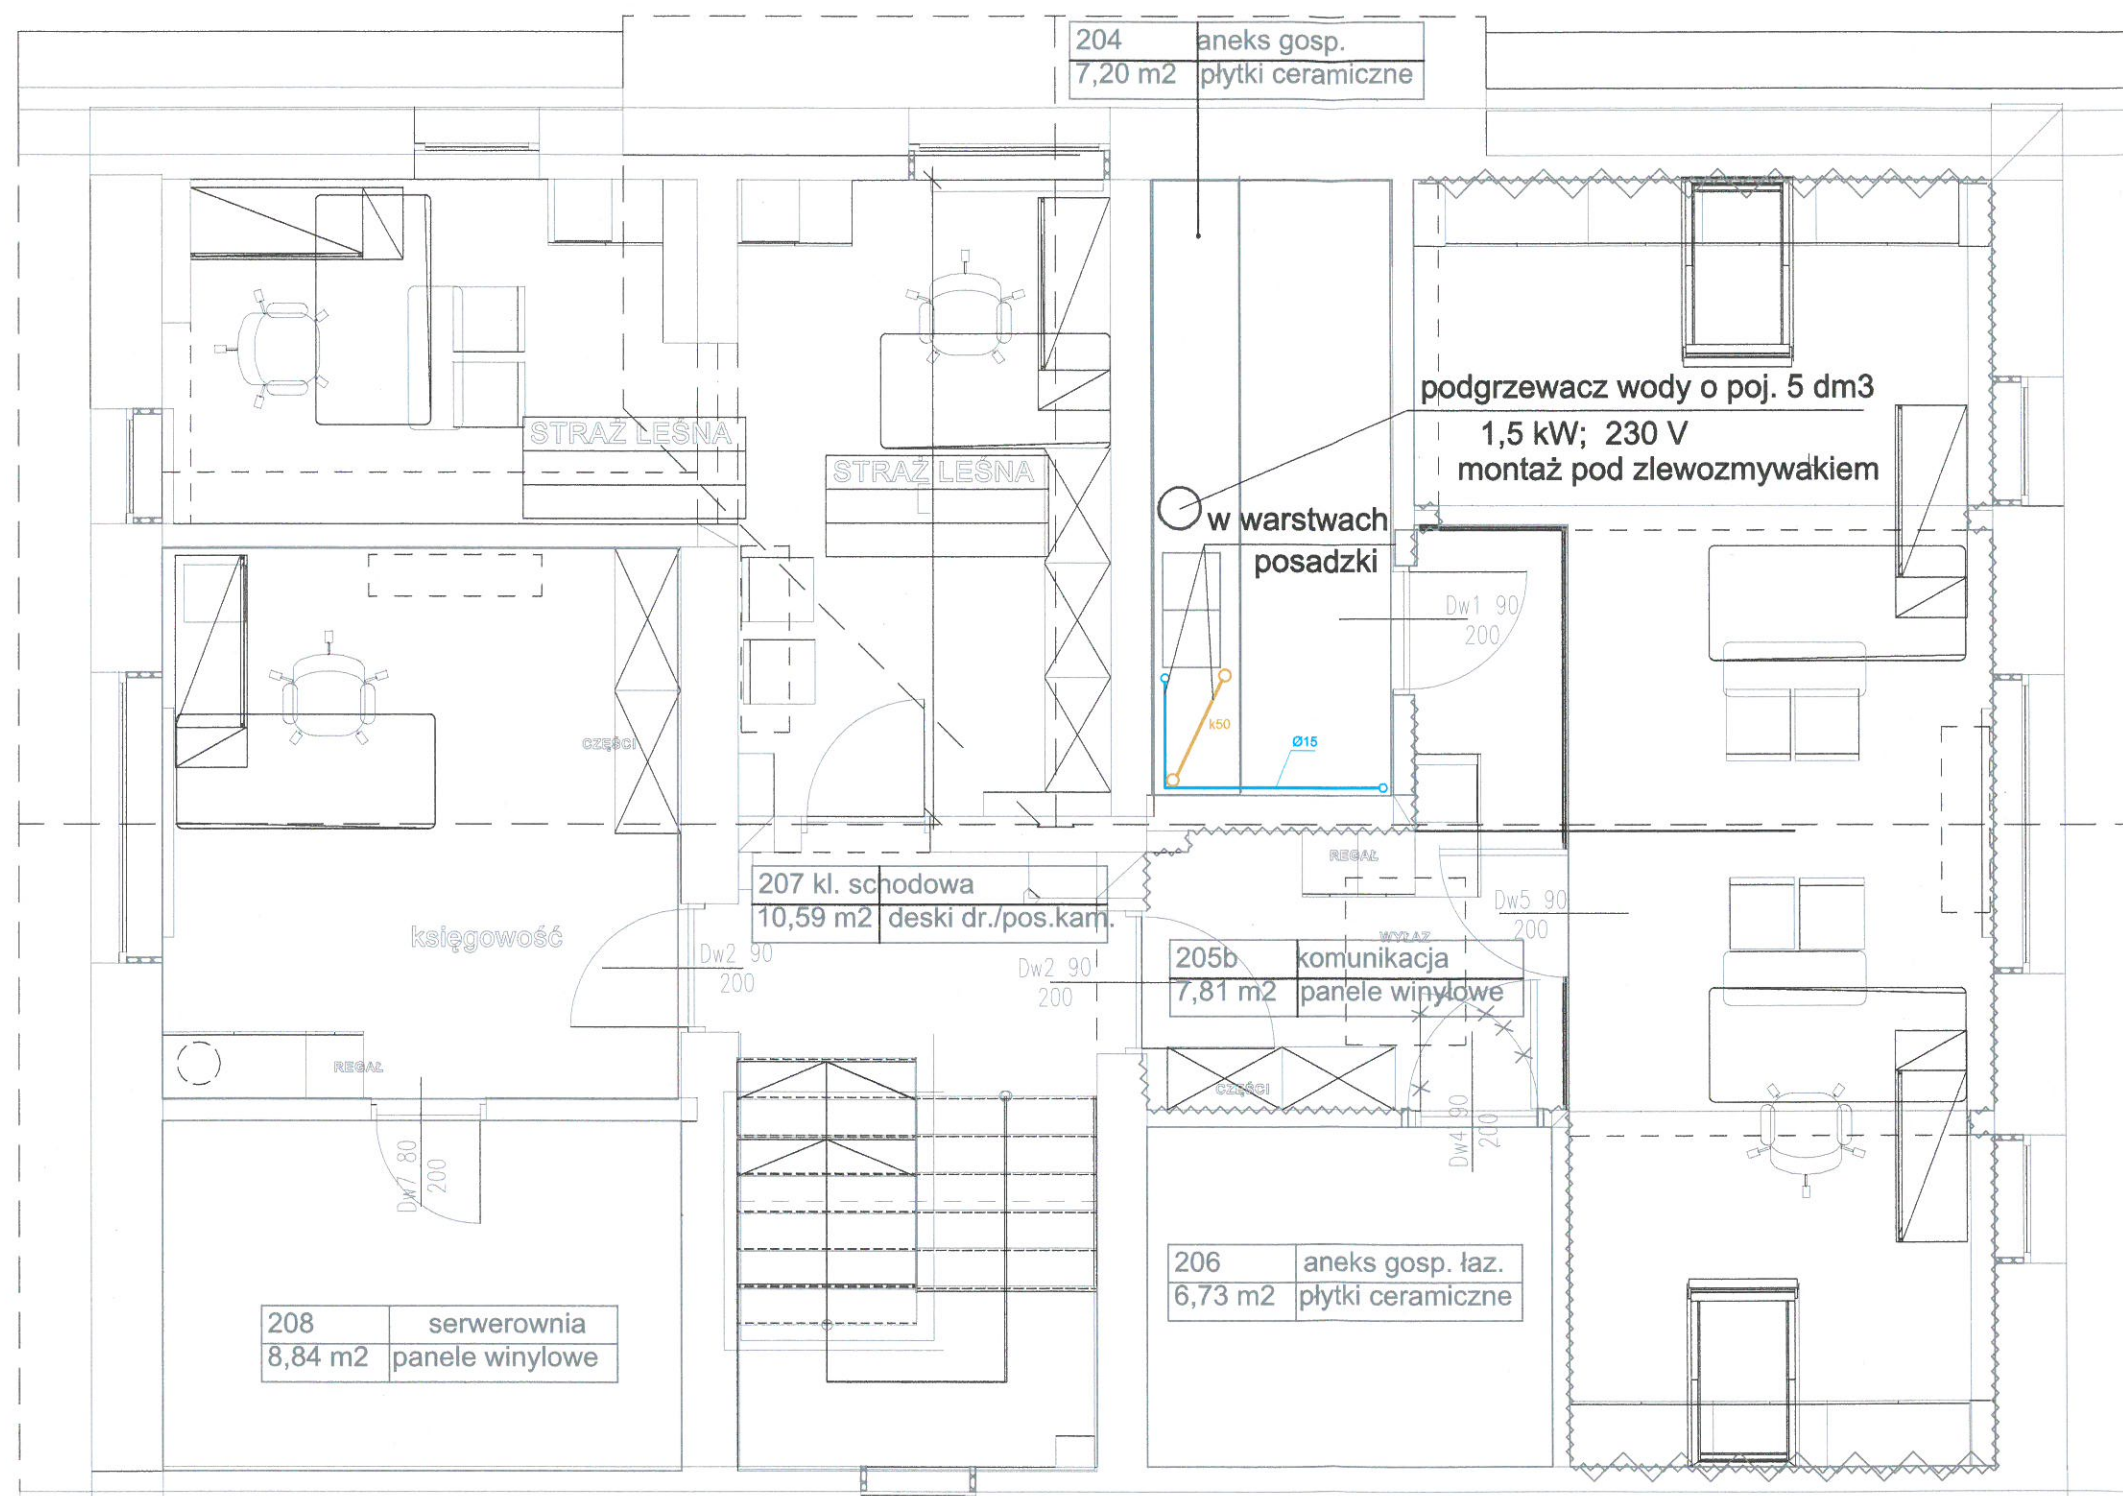 204 aneks gosp.
7,20 m2 płytki ceramiczne
podgrzewacz wody o poj. 5 dm3
1,5 kW; 230 V
montaż pod zlewozmywakiem
STRAŻ LEŚNA
STRAŻ LEŚNA
w warstwach
posadzki
Dw1 90
200
k50
Ø15
CZĘŚCI
REGAŁ
207 kl. schodowa
10,59 m2 deski dr./pos.kam.
Dw5 90
200
księgowość
WYŁAZ
Dw2 90
200
Dw2 90
200
205b komunikacja
7,81 m2 panele winylowe
REGAŁ
CZĘŚCI
Dw4 90
200
Dw7 80
200
206 aneks gosp. łaz.
6,73 m2 płytki ceramiczne
208 serwerownia
8,84 m2 panele winylowe